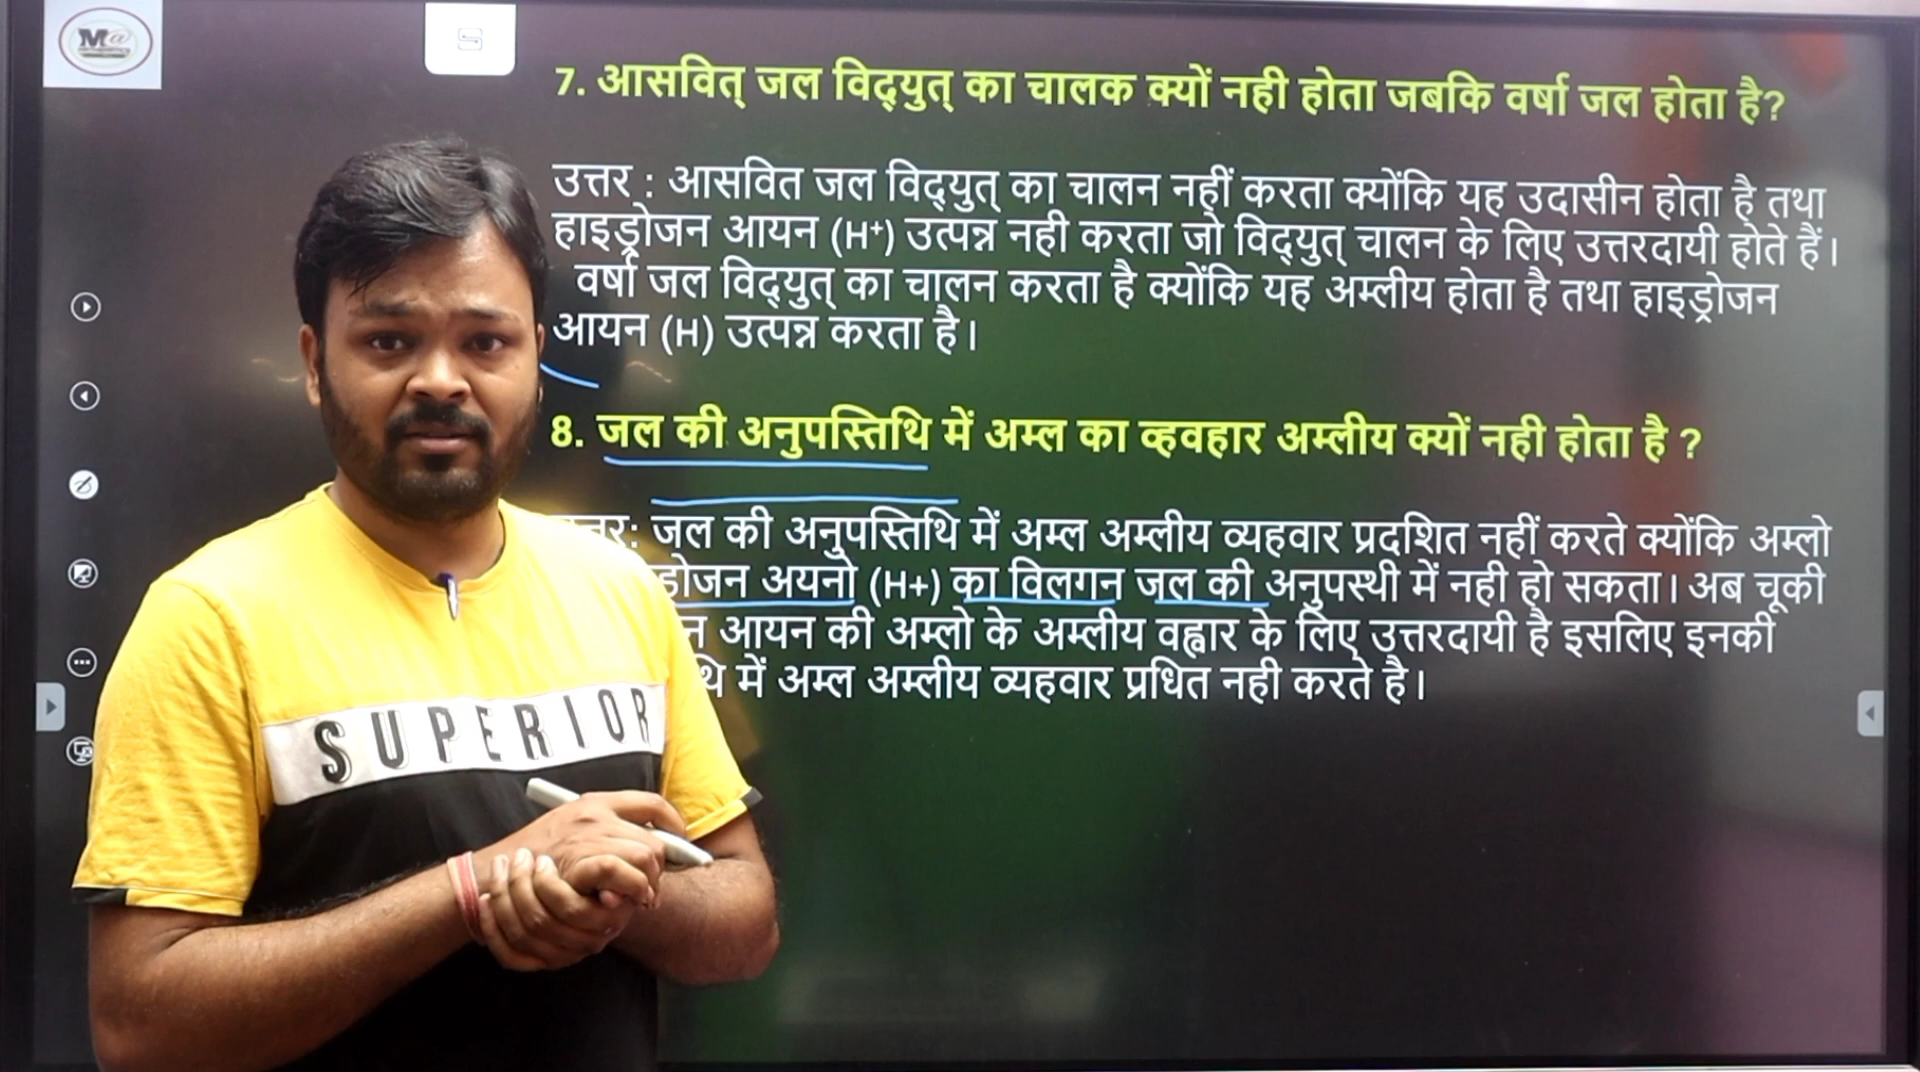 M@
7. आसवित् जल विद्युत् का चालक क्यों नही होता जबकि वर्षा जल होता है?
उत्तर : आसवित जल विद्युत् का चालन नहीं करता क्योंकि यह उदासीन होता है तथा
हाइड्रोजन आयन (H⁺) उत्पन्न नही करता जो विद्युत् चालन के लिए उत्तरदायी होते हैं।
वर्षा जल विद्युत् का चालन करता है क्योंकि यह अम्लीय होता है तथा हाइड्रोजन
आयन (H) उत्पन्न करता है।
8. जल की अनुपस्तिथि में अम्ल का व्हवहार अम्लीय क्यों नही होता है ?
जल की अनुपस्तिथि में अम्ल अम्लीय व्यहवार प्रदशित नहीं करते क्योंकि अम्लो
अयनो (H+) का विलगन जल की अनुपस्थी में नही हो सकता। अब चूकी
आयन की अम्लो के अम्लीय वह्वार के लिए उत्तरदायी है इसलिए इनकी
में अम्ल अम्लीय व्यहवार प्रधित नही करते है।
SUPERIOR